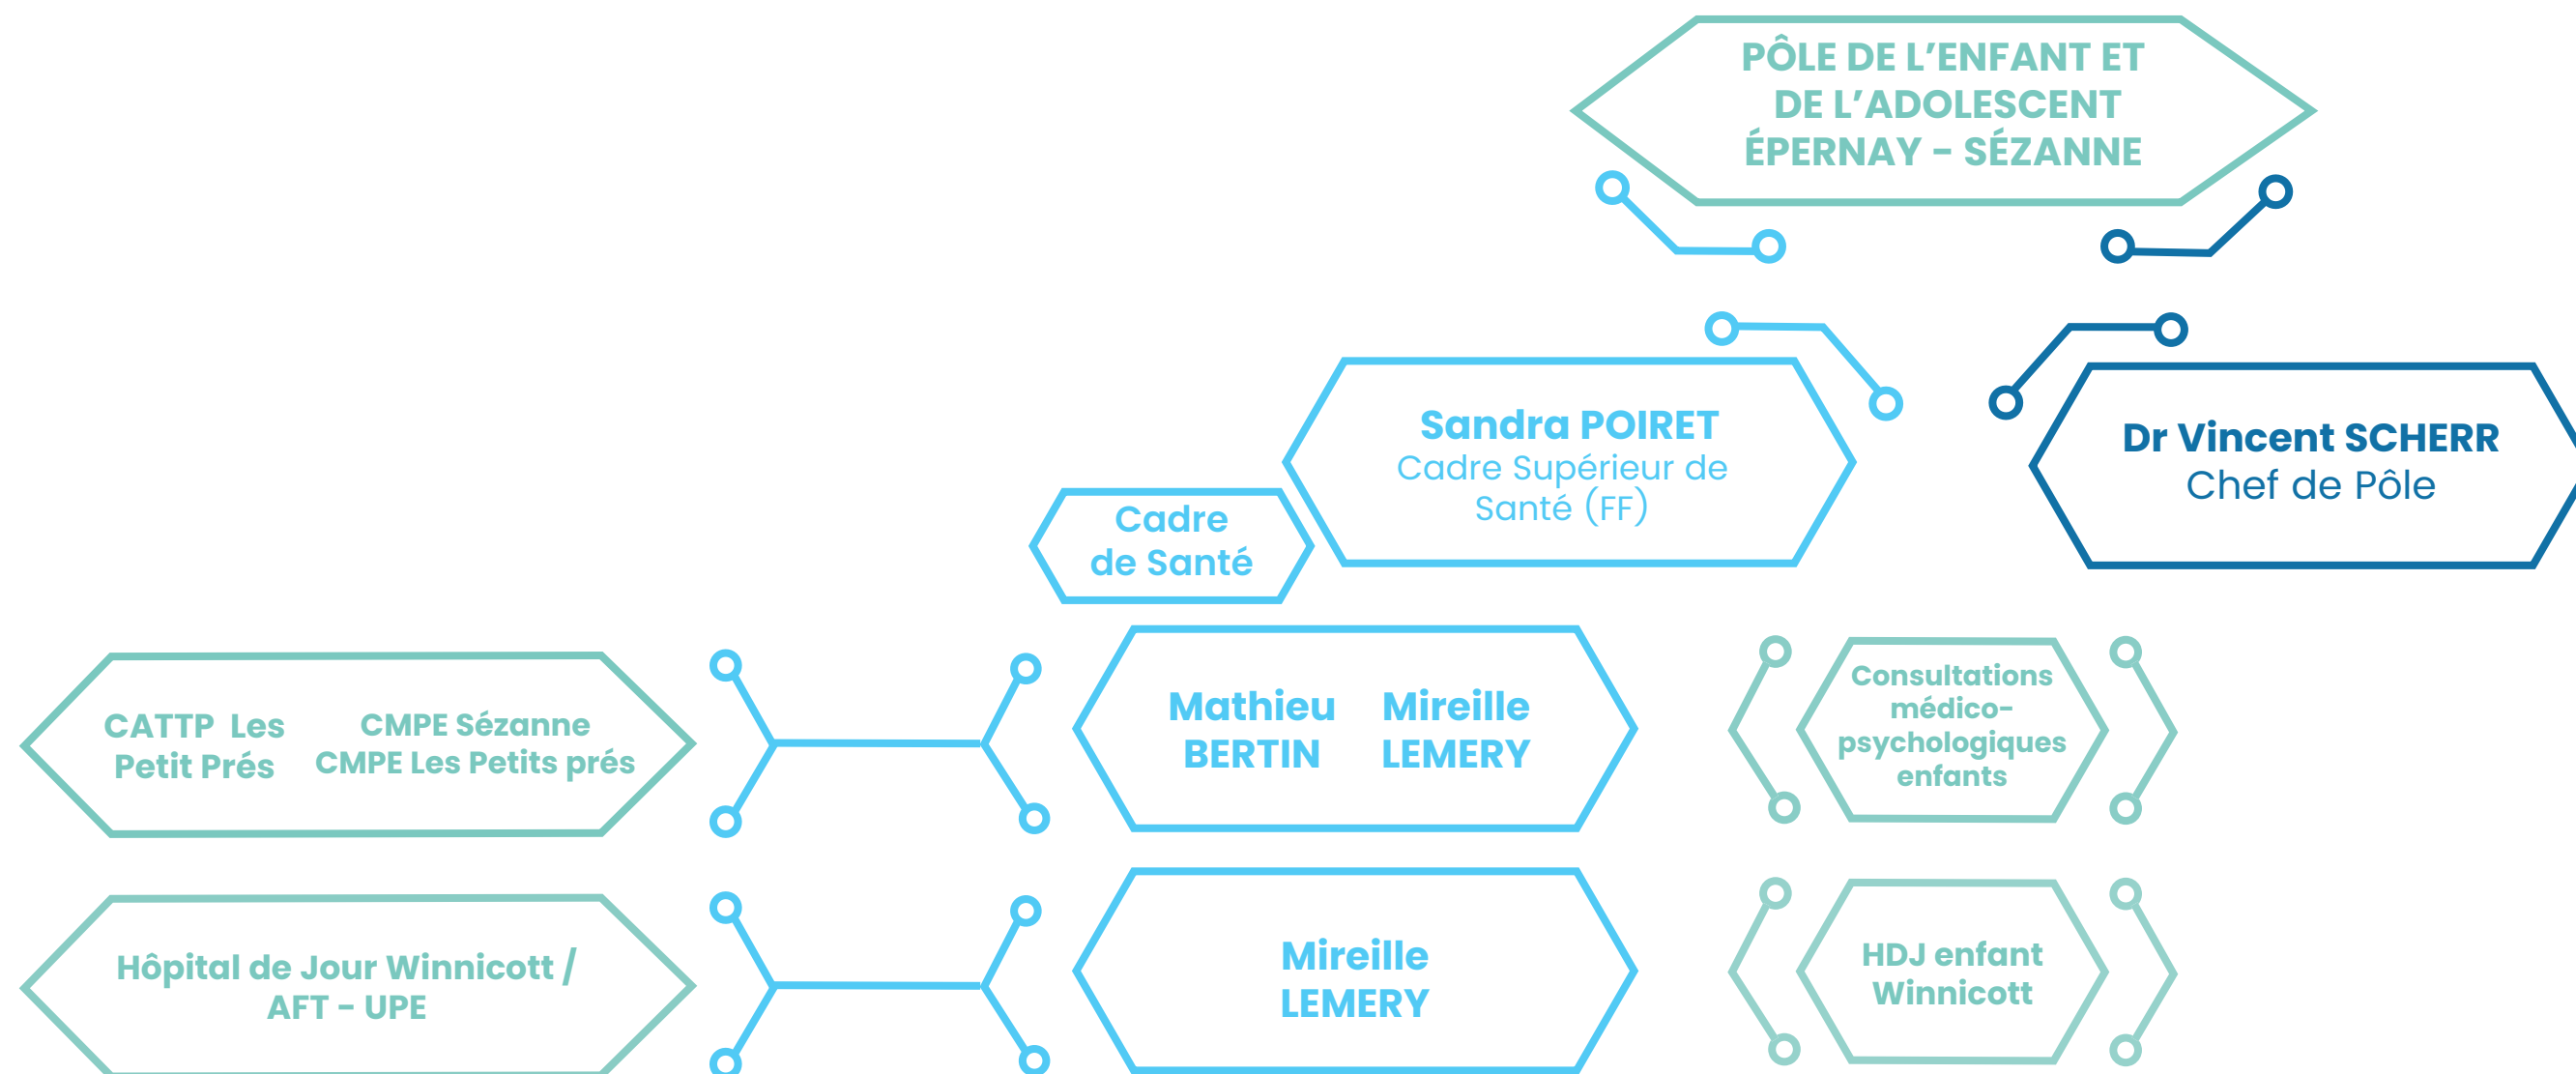 PÔLE DE L’ENFANT ET
DE L’ADOLESCENT
ÉPERNAY - SÉZANNE
Sandra POIRET
Cadre Supérieur de
Santé (FF)
Dr Vincent SCHERR
Chef de Pôle
Cadre
de Santé
CATTP Les
Petit Prés
CMPE Sézanne
CMPE Les Petits prés
Mathieu
BERTIN
Mireille
LEMERY
Consultations
médico-
psychologiques
enfants
Hôpital de Jour Winnicott /
AFT - UPE
Mireille
LEMERY
HDJ enfant
Winnicott